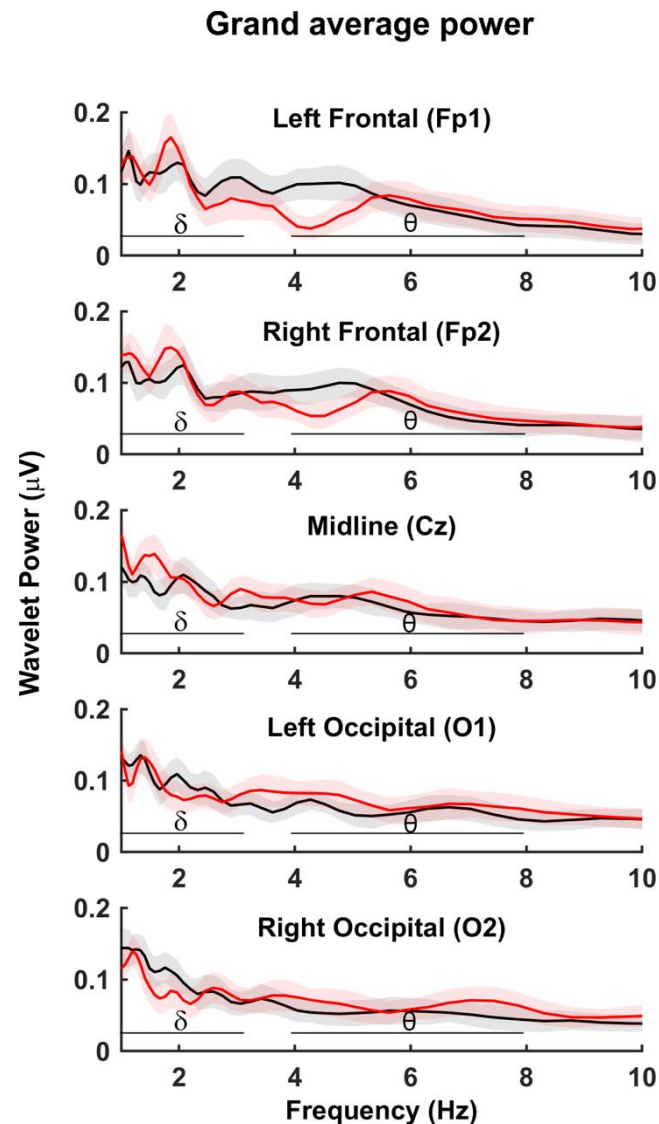 Grand average power
Wavelet Power (μV)
Left Frontal (Fp1)
0.2
0.1
0
δ
θ
2 4 6 8 10
Right Frontal (Fp2)
0.2
0.1
0
δ
θ
2 4 6 8 10
Midline (Cz)
0.2
0.1
0
δ
θ
2 4 6 8 10
Left Occipital (O1)
0.2
0.1
0
δ
θ
2 4 6 8 10
Right Occipital (O2)
0.2
0.1
0
δ
θ
2 4 6 8 10
Frequency (Hz)